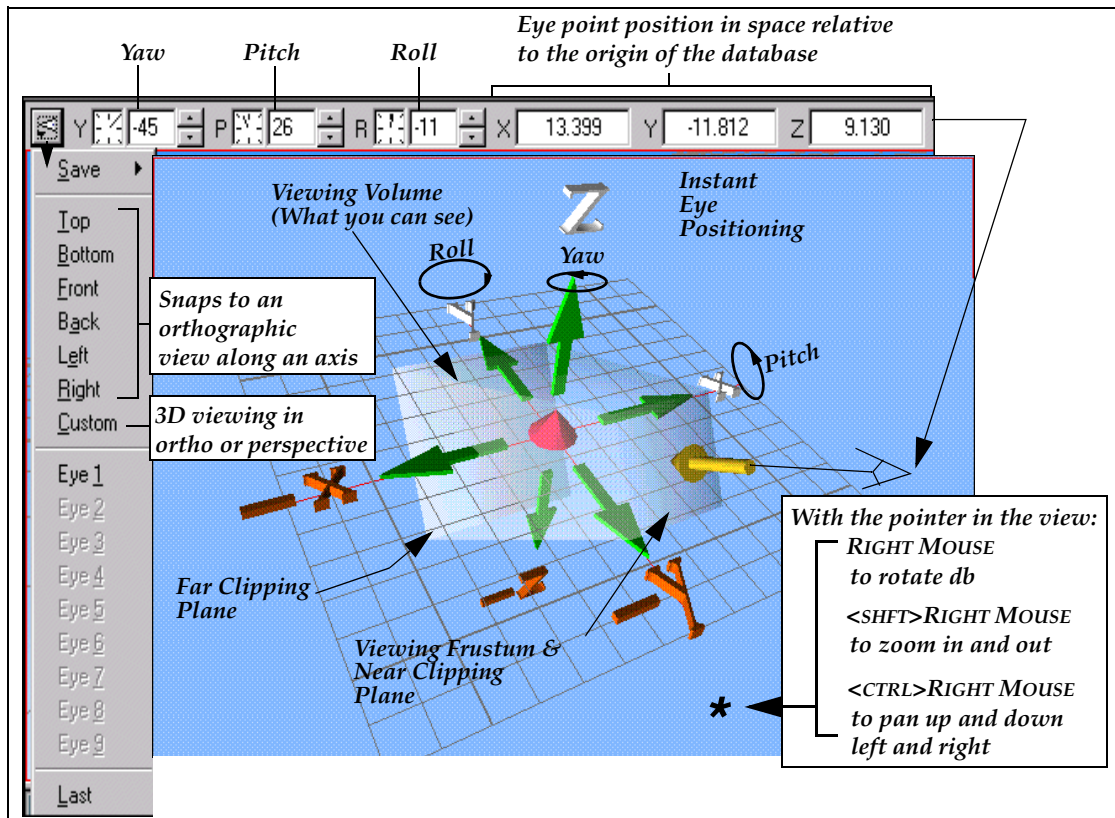 Eye point position in space relative
to the origin of the database
Yaw
Pitch
Roll
Y -45 P 26 R -11 X 13.399 Y -11.812 Z 9.130
Save
Top
Bottom
Front
Back
Left
Right
Custom
Eye 1
Eye 2
Eye 3
Eye 4
Eye 5
Eye 6
Eye 7
Eye 8
Eye 9
Last
Snaps to an
orthographic
view along an axis
3D viewing in
ortho or perspective
Viewing Volume
(What you can see)
Z
Instant
Eye
Positioning
Roll
Yaw
Y
Pitch
X
-X
Far Clipping
Plane
-Z
-Y
Viewing Frustum &
Near Clipping
Plane
*
With the pointer in the view:
RIGHT MOUSE
to rotate db
<SHFT>RIGHT MOUSE
to zoom in and out
<CTRL>RIGHT MOUSE
to pan up and down
left and right